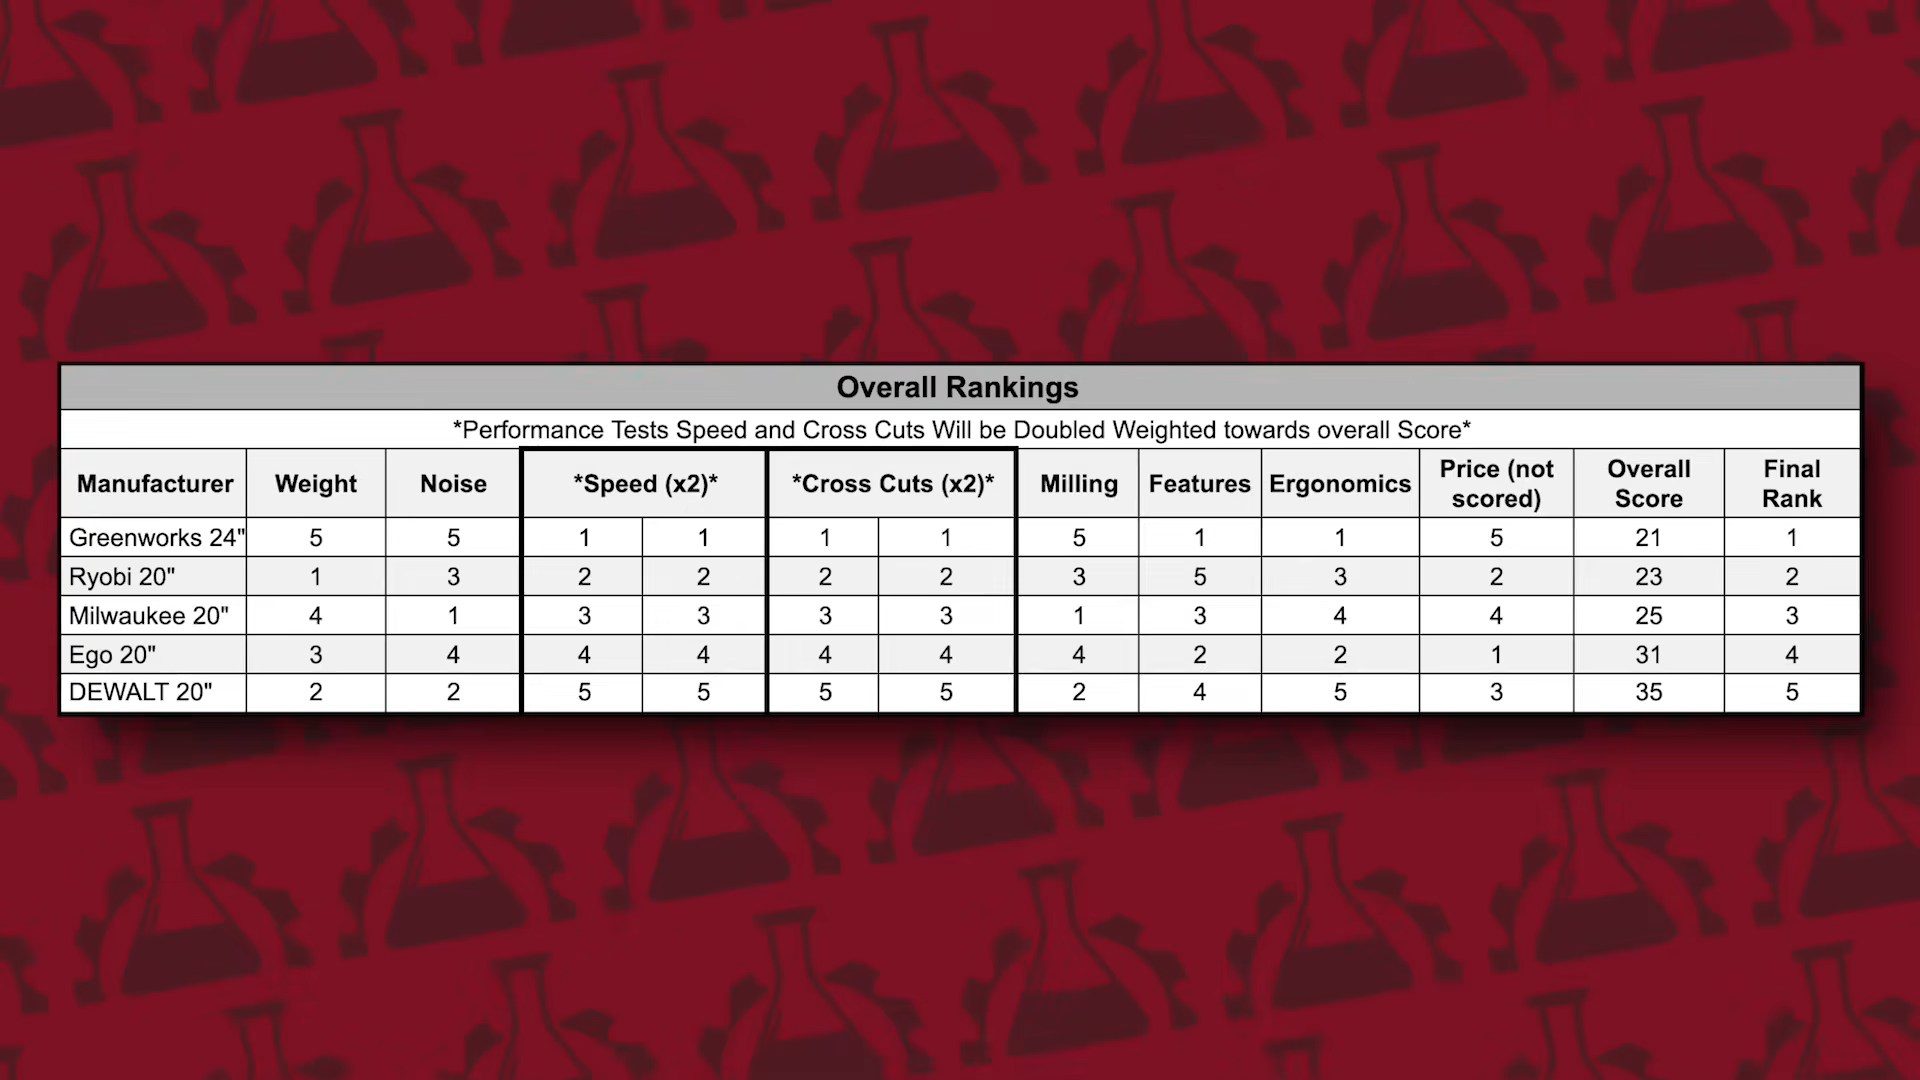 Overall Rankings
*Performance Tests Speed and Cross Cuts Will be Doubled Weighted towards overall Score*
Manufacturer Weight Noise *Speed (x2)* *Cross Cuts (x2)* Milling Features Ergonomics Price (not scored) Overall Score Final Rank
Greenworks 24" 5 5 1 1 1 1 5 1 1 5 21 1
Ryobi 20" 1 3 2 2 2 2 3 5 3 2 23 2
Milwaukee 20" 4 1 3 3 3 3 1 3 4 4 25 3
Ego 20" 3 4 4 4 4 4 4 2 2 1 31 4
DEWALT 20" 2 2 5 5 5 5 2 4 5 3 35 5